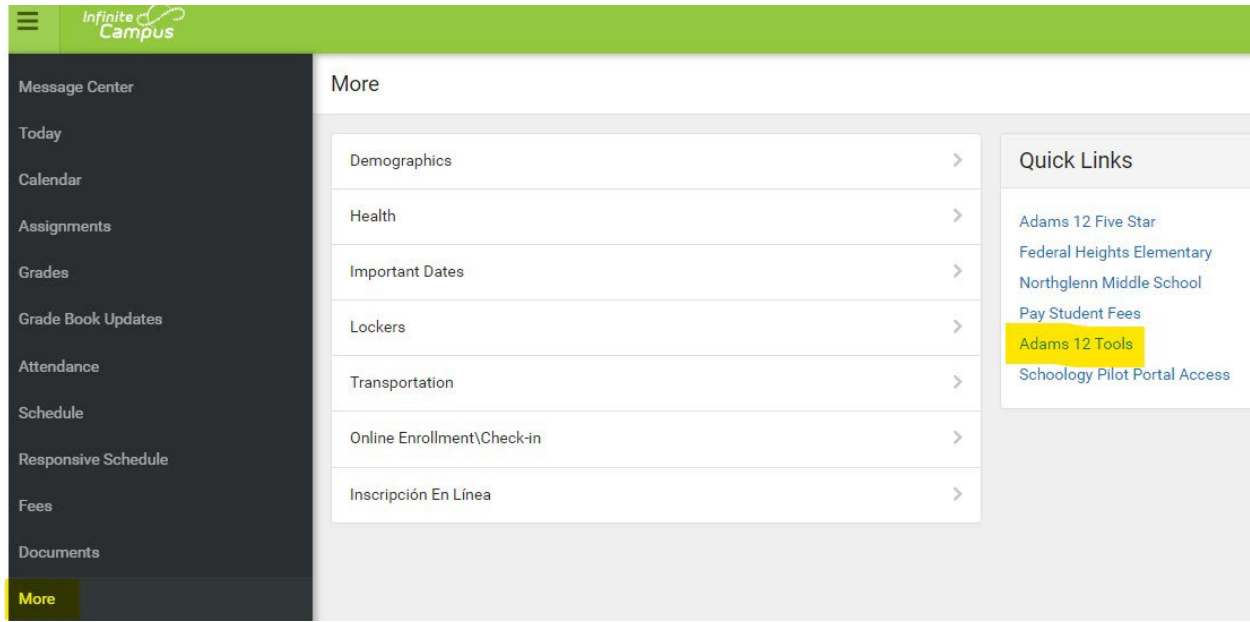 Infinite
Campus
Message Center
Today
Calendar
Assignments
Grades
Grade Book Updates
Attendance
Schedule
Responsive Schedule
Fees
Documents
More
More
Demographics
Health
Important Dates
Lockers
Transportation
Online Enrollment\Check-in
Inscripción En Línea
Quick Links
Adams 12 Five Star
Federal Heights Elementary
Northglenn Middle School
Pay Student Fees
Adams 12 Tools
Schoology Pilot Portal Access